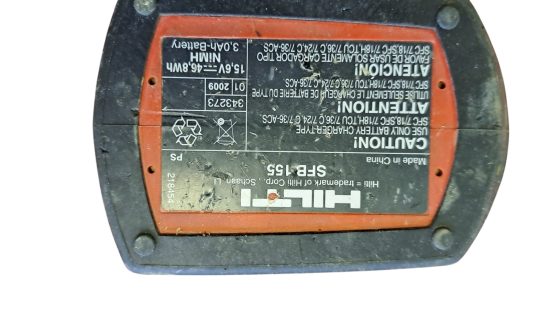 HILTI
Hilti = trademark of Hilti Corp., Schaan, LI
SFB 155
Made in China
PS
218454
CAUTION!
USE ONLY BATTERY CHARGER-TYPE
SFC 7/18.SFC 7/18H,TCU 7/36,C 7/24,C 7/36-ACS
ATTENTION!
UTILISER SEULEMENT LE CHARGEUR DE BATTERIE DU TYPE
SFC 7/18.SFC 7/18H,TCU 7/36,C 7/24,C 7/36-ACS
ATENCIÓN!
FAVOR DE USAR SOLAMENTE CARGADOR TIPO
SFC 7/18.SFC 7/18H,TCU 7/36,C 7/24,C 7/36-ACS
343273
01 2009
NiMH
15.6V 46.8Wh
3.0Ah-Battery